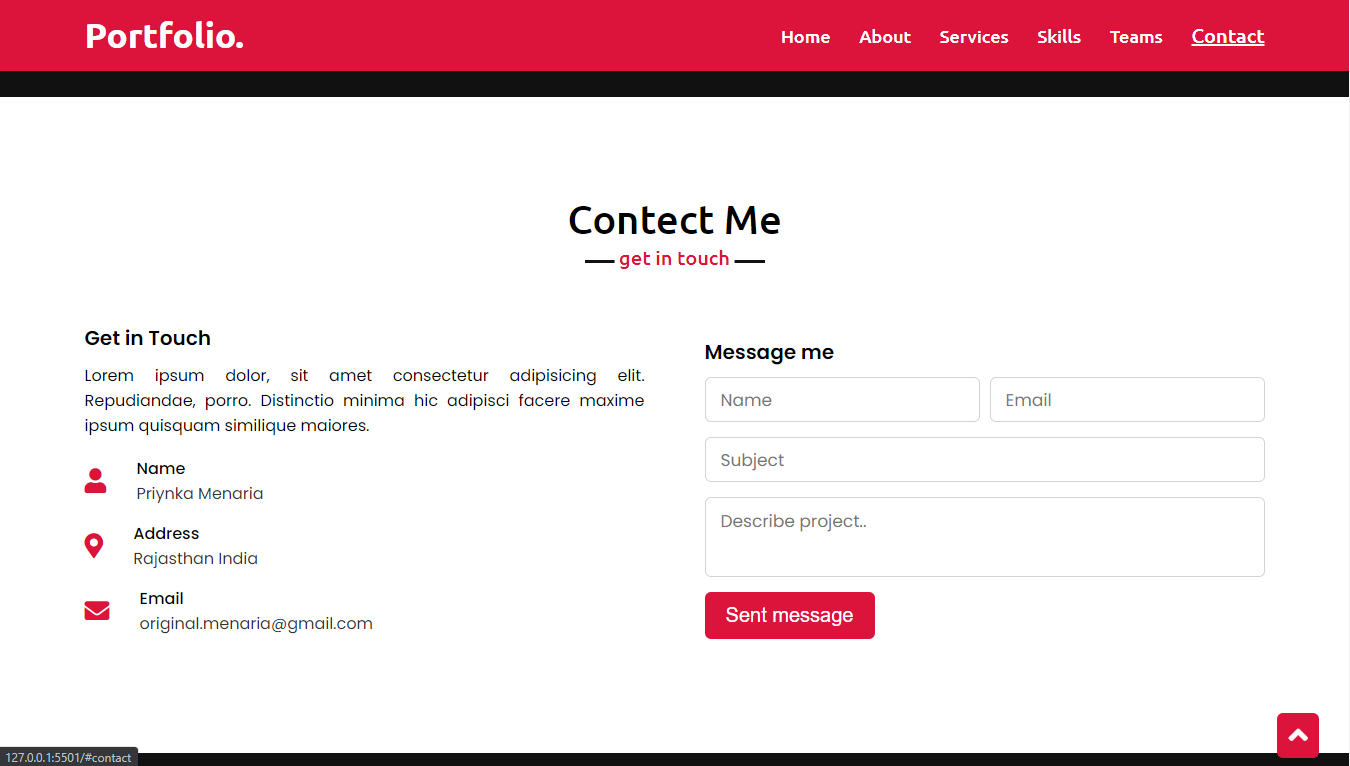 Portfolio.
Home About Services Skills Teams Contact
Contect Me
get in touch
Get in Touch
Lorem ipsum dolor, sit amet consectetur adipisicing elit.
Repudiandae, porro. Distinctio minima hic adipisci facere maxime
ipsum quisquam similique maiores.
Name
Priynka Menaria
Address
Rajasthan India
Email
original.menaria@gmail.com
Message me
Name Email
Subject
Describe project..
Sent message
127.0.0.1:5501/#contact